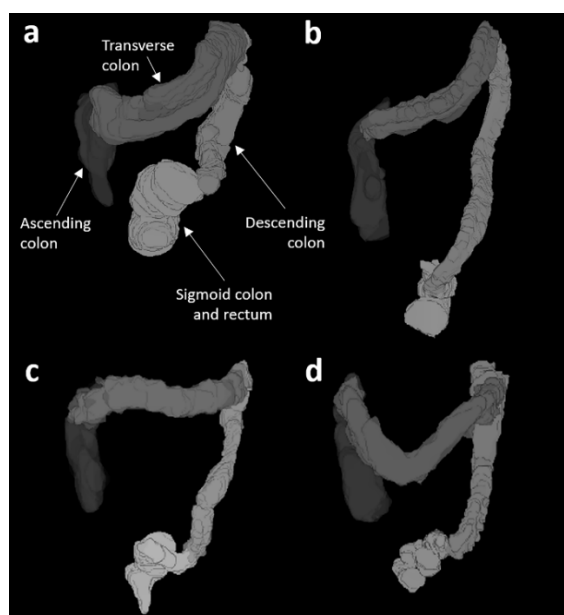 a
b
Transverse
colon
Ascending
colon
Descending
colon
Sigmoid colon
and rectum
c
d